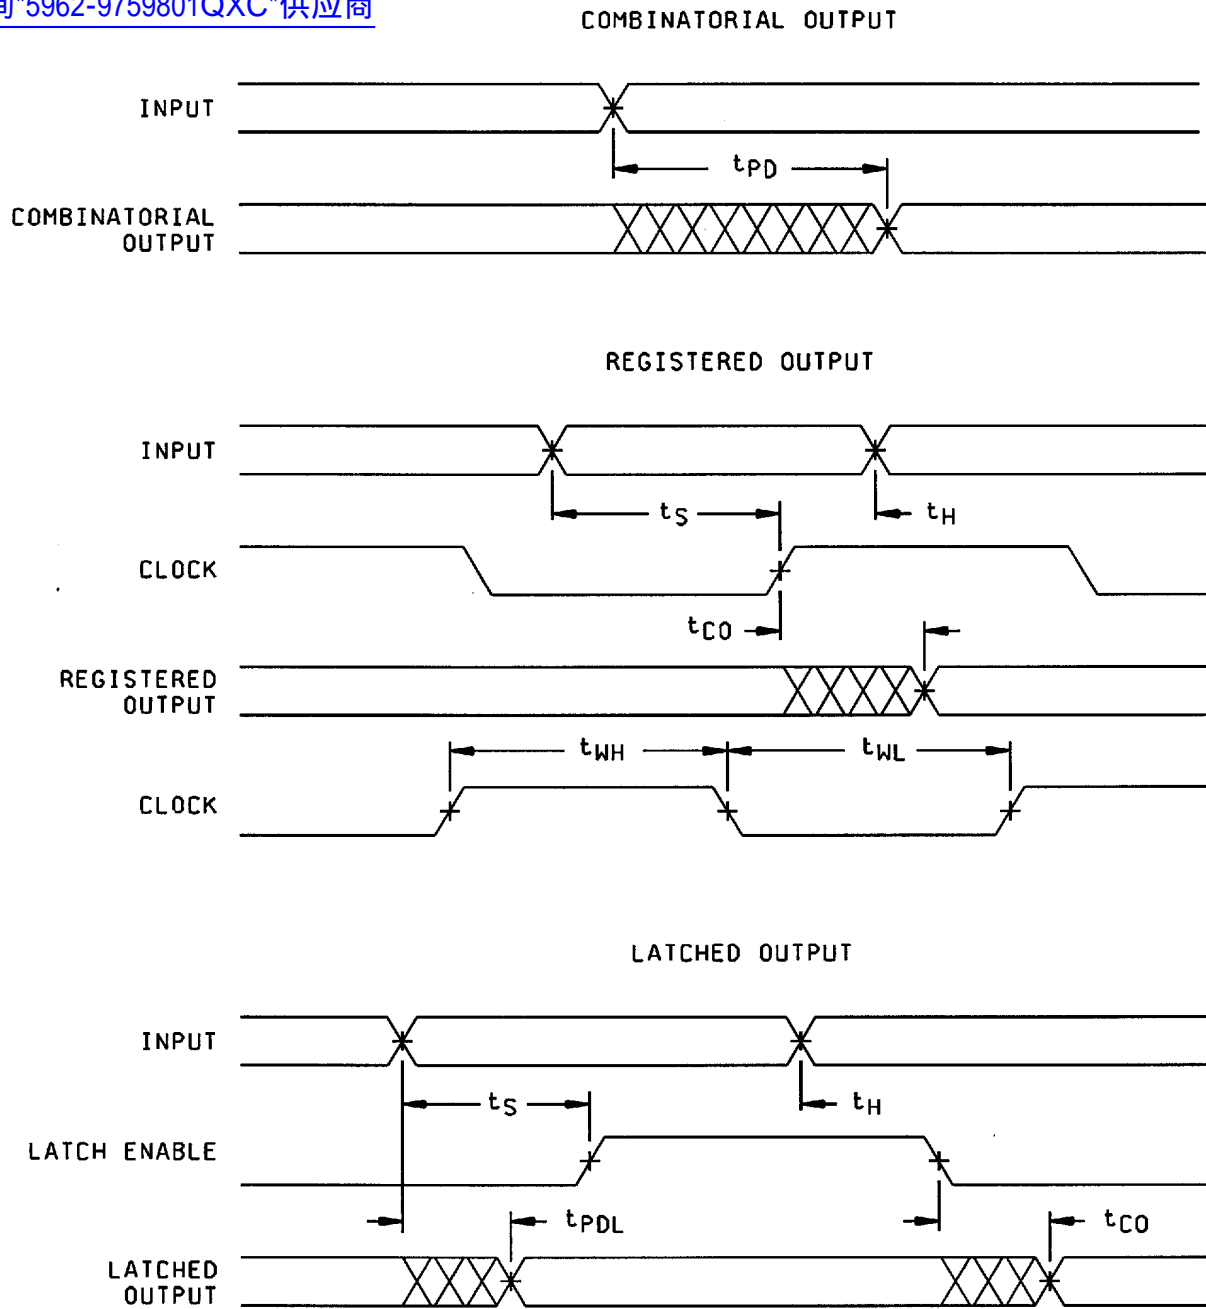 "5962-9759801QXC"供应商
COMBINATORIAL OUTPUT
INPUT
tPD
COMBINATORIAL
OUTPUT
REGISTERED OUTPUT
INPUT
tS
tH
CLOCK
tCO
REGISTERED
OUTPUT
tWH
tWL
CLOCK
LATCHED OUTPUT
INPUT
tS
tH
LATCH ENABLE
tPDL
tCO
LATCHED
OUTPUT